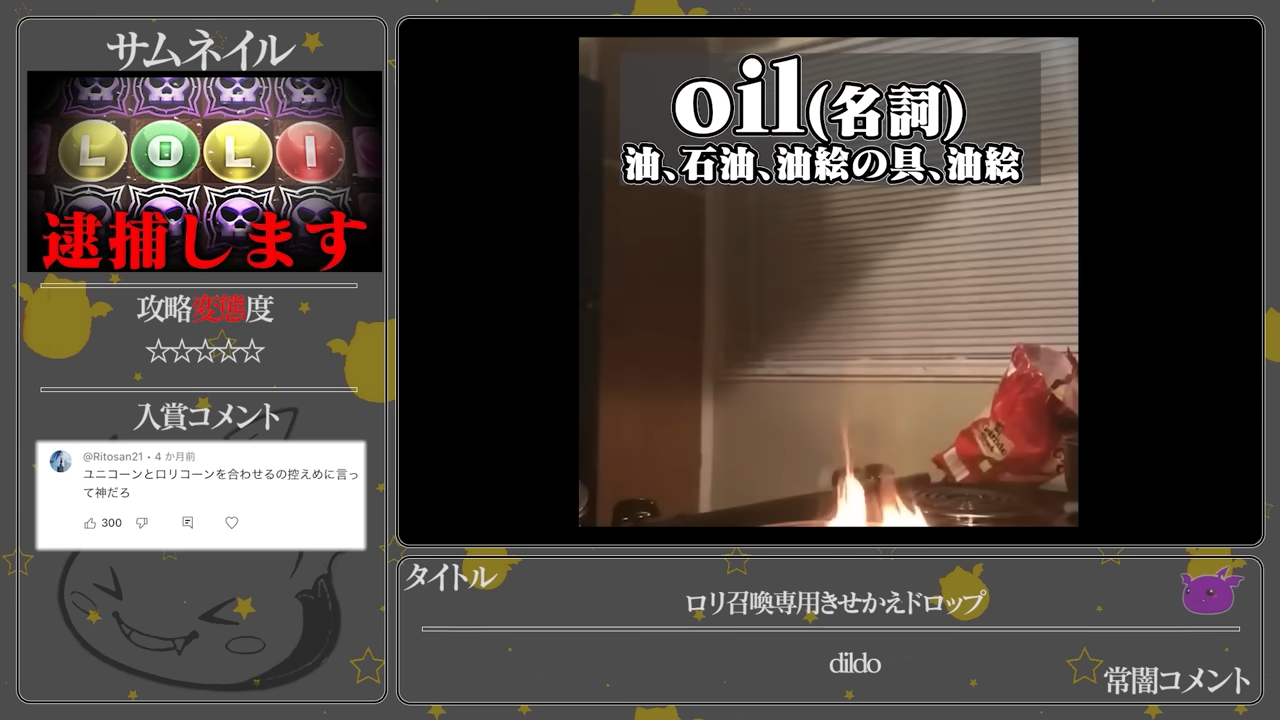 サムネイル
L O L I
逮捕します
攻略変態度
☆☆☆☆☆
入賞コメント
@Ritosan21・4 か月前
ユニコーンとロリコーンを合わせるの控えめに言っ
て神だろ
300
oil(名詞)
油、石油、油絵の具、油絵
タイトル
ロリ召喚専用きせかえドロップ
dildo
常闇コメント